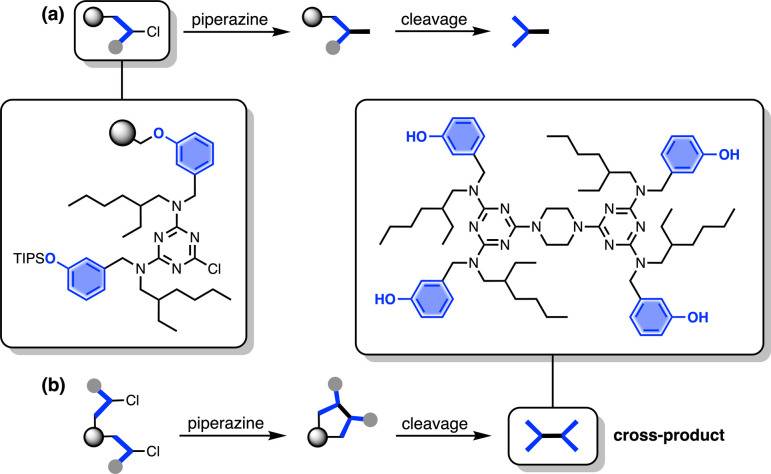 (a)
Cl
piperazine
cleavage
O
N
N
N
N
TIPSO
N
Cl
HO
OH
N
N
N
N
N
N
N
N
N
N
N
N
HO
OH
(b)
Cl
piperazine
cleavage
Cl
cross-product